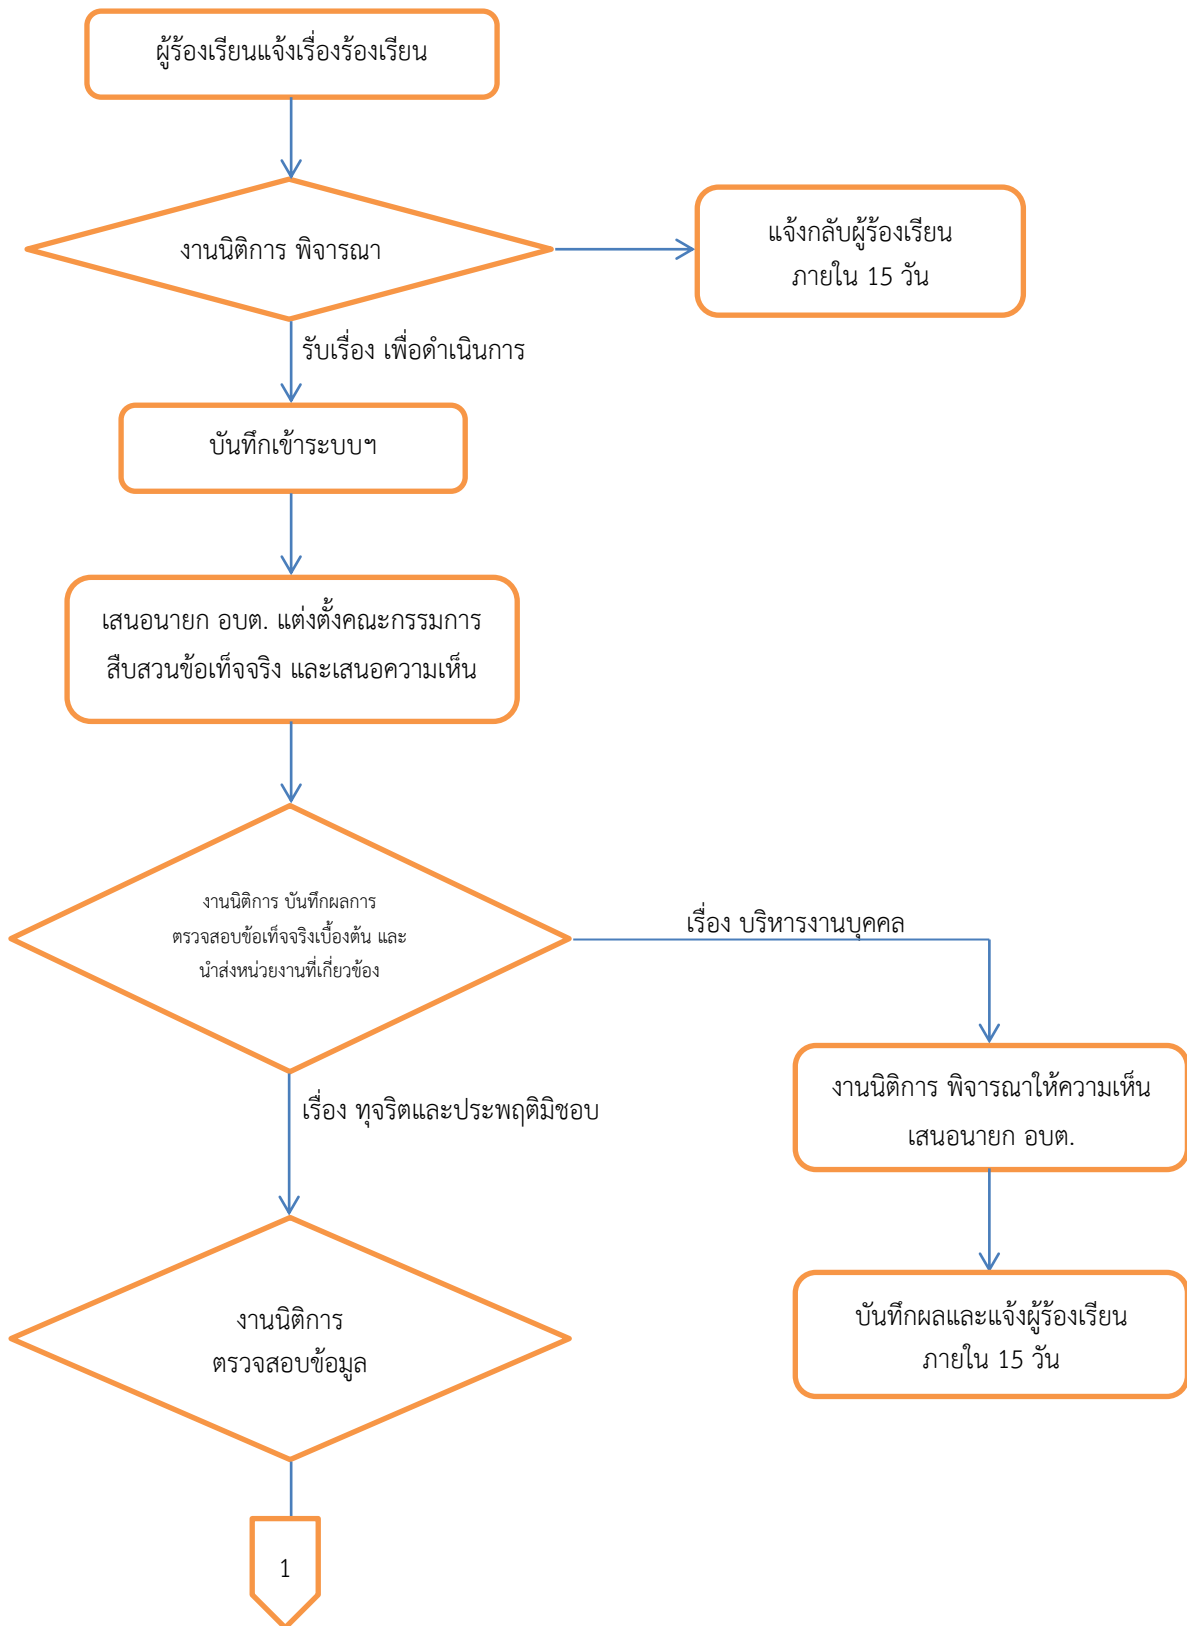 ผู้ร้องเรียนแจ้งเรื่องร้องเรียน
งานนิติการ พิจารณา
แจ้งกลับผู้ร้องเรียน
ภายใน 15 วัน
รับเรื่อง เพื่อดำเนินการ
บันทึกเข้าระบบฯ
เสนอนายก อบต. แต่งตั้งคณะกรรมการ
สืบสวนข้อเท็จจริง และเสนอความเห็น
งานนิติการ บันทึกผลการ
ตรวจสอบข้อเท็จจริงเบื้องต้น และ
นำส่งหน่วยงานที่เกี่ยวข้อง
เรื่อง บริหารงานบุคคล
งานนิติการ พิจารณาให้ความเห็น
เสนอนายก อบต.
เรื่อง ทุจริตและประพฤติมิชอบ
บันทึกผลและแจ้งผู้ร้องเรียน
ภายใน 15 วัน
งานนิติการ
ตรวจสอบข้อมูล
1